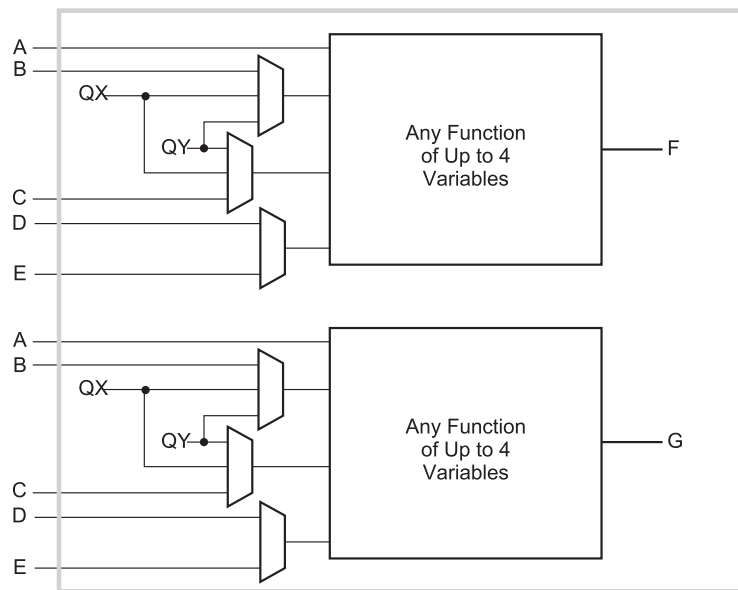 A
B
QX
QY
C
D
E
Any Function
of Up to 4
Variables
F
A
B
QX
QY
C
D
E
Any Function
of Up to 4
Variables
G